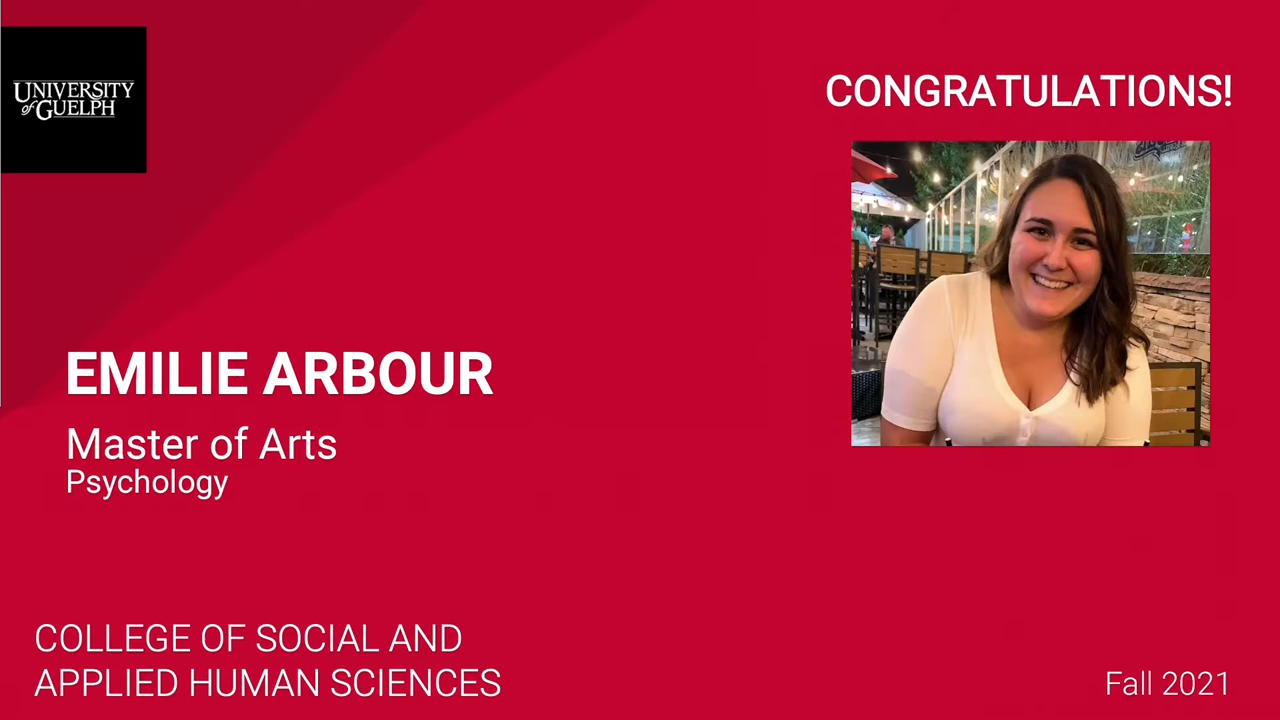 UNIVERSITY
of GUELPH
CONGRATULATIONS!
EMILIE ARBOUR
Master of Arts
Psychology
COLLEGE OF SOCIAL AND
APPLIED HUMAN SCIENCES
Fall 2021